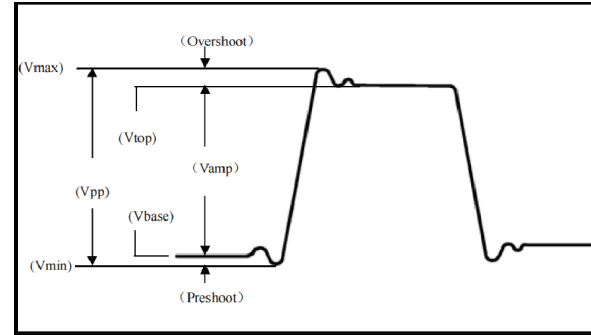 (Overshoot)
(Vmax)
(Vtop)
(Vamp)
(Vpp)
(Vbase)
(Vmin)
(Preshoot)